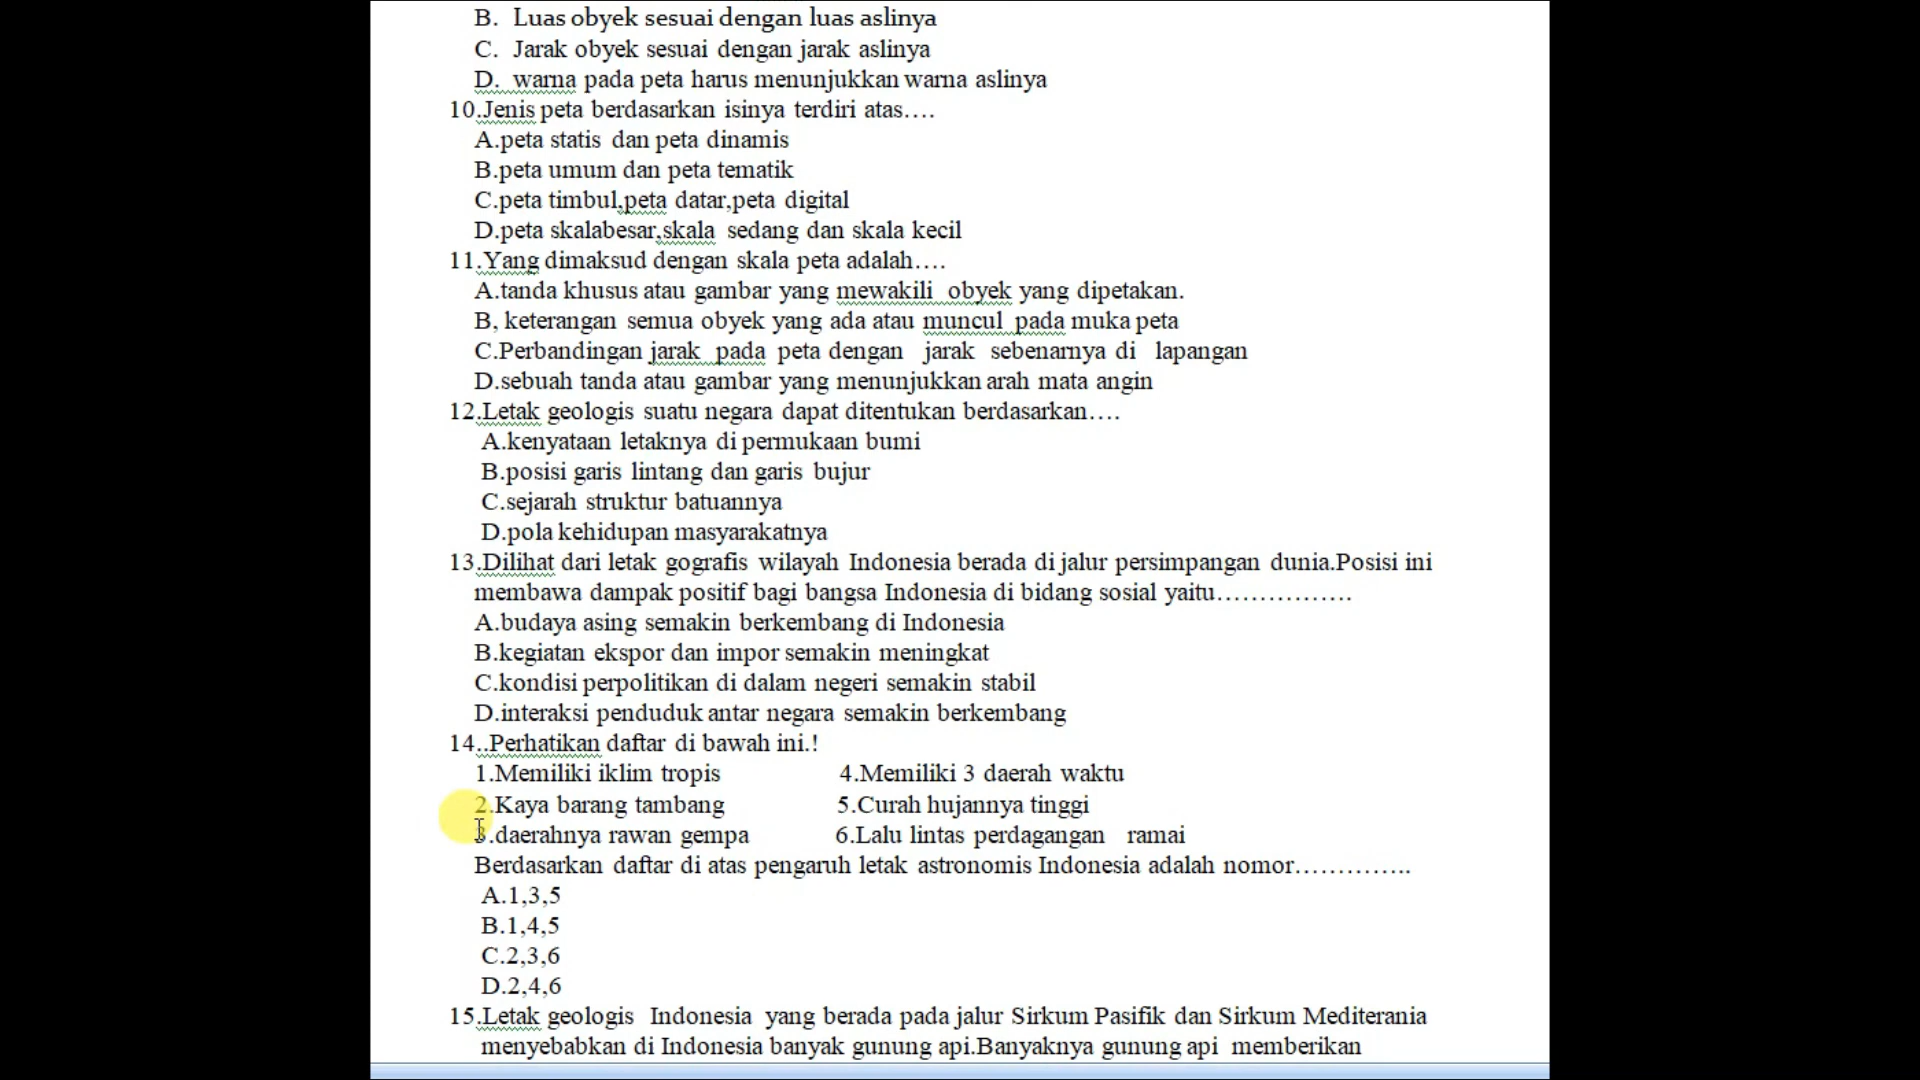 B. Luas obyek sesuai dengan luas aslinya
C. Jarak obyek sesuai dengan jarak aslinya
D. warna pada peta harus menunjukkan warna aslinya
10.Jenis peta berdasarkan isinya terdiri atas….
A.peta statis dan peta dinamis
B.peta umum dan peta tematik
C.peta timbul,peta datar,peta digital
D.peta skalabesar,skala sedang dan skala kecil
11.Yang dimaksud dengan skala peta adalah….
A.tanda khusus atau gambar yang mewakili obyek yang dipetakan.
B, keterangan semua obyek yang ada atau muncul pada muka peta
C.Perbandingan jarak pada peta dengan jarak sebenarnya di lapangan
D.sebuah tanda atau gambar yang menunjukkan arah mata angin
12.Letak geologis suatu negara dapat ditentukan berdasarkan….
A.kenyataan letaknya di permukaan bumi
B.posisi garis lintang dan garis bujur
C.sejarah struktur batuannya
D.pola kehidupan masyarakatnya
13.Dilihat dari letak gografis wilayah Indonesia berada di jalur persimpangan dunia.Posisi ini
membawa dampak positif bagi bangsa Indonesia di bidang sosial yaitu…………….
A.budaya asing semakin berkembang di Indonesia
B.kegiatan ekspor dan impor semakin meningkat
C.kondisi perpolitikan di dalam negeri semakin stabil
D.interaksi penduduk antar negara semakin berkembang
14..Perhatikan daftar di bawah ini.!
1.Memiliki iklim tropis 4.Memiliki 3 daerah waktu
2.Kaya barang tambang 5.Curah hujannya tinggi
3.daerahnya rawan gempa 6.Lalu lintas perdagangan ramai
Berdasarkan daftar di atas pengaruh letak astronomis Indonesia adalah nomor…………..
A.1,3,5
B.1,4,5
C.2,3,6
D.2,4,6
15.Letak geologis Indonesia yang berada pada jalur Sirkum Pasifik dan Sirkum Mediterania
menyebabkan di Indonesia banyak gunung api.Banyaknya gunung api memberikan